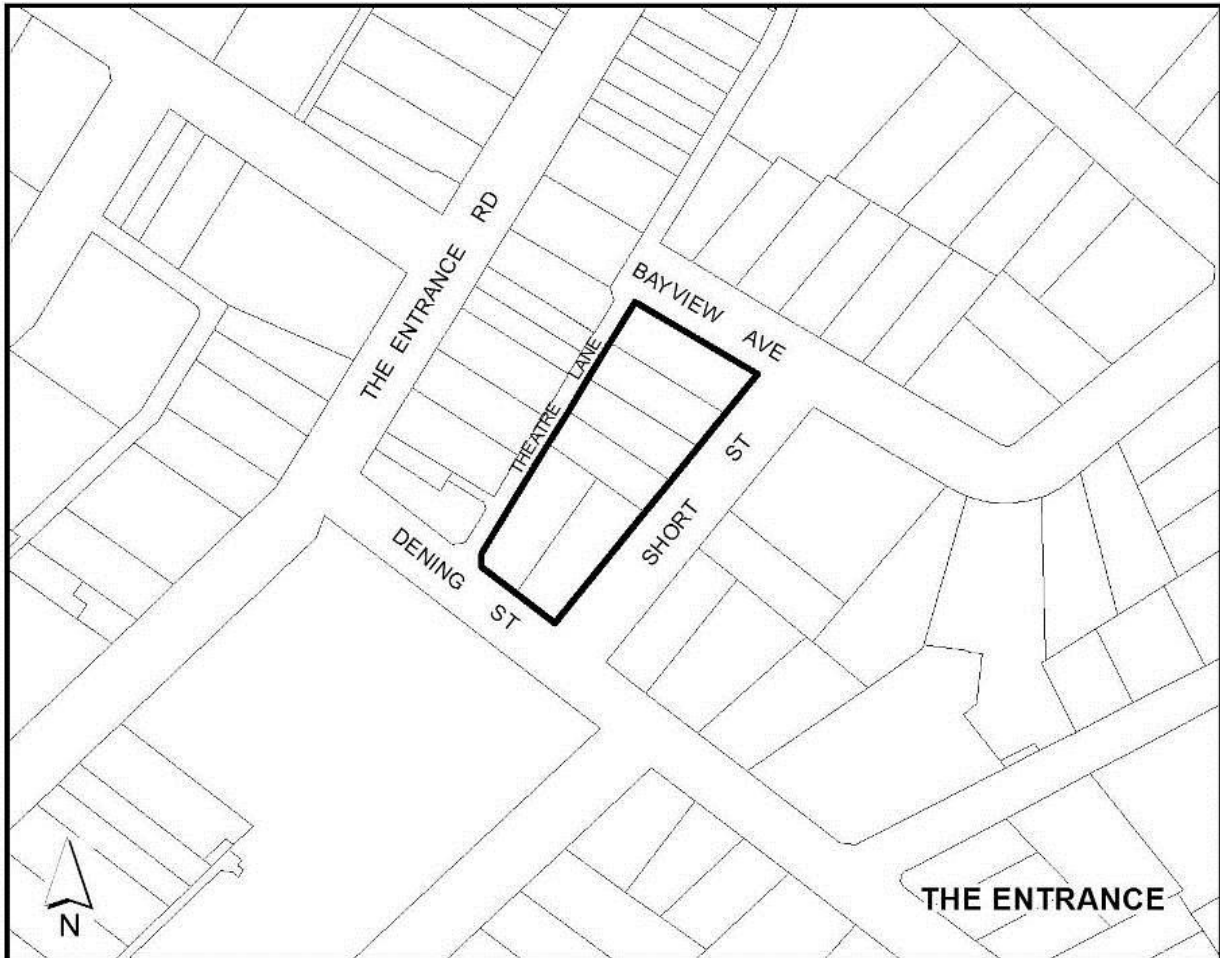 THE ENTRANCE RD
BAYVIEW AVE
THEATRE LANE
SHORT ST
DENING ST
THE ENTRANCE
N